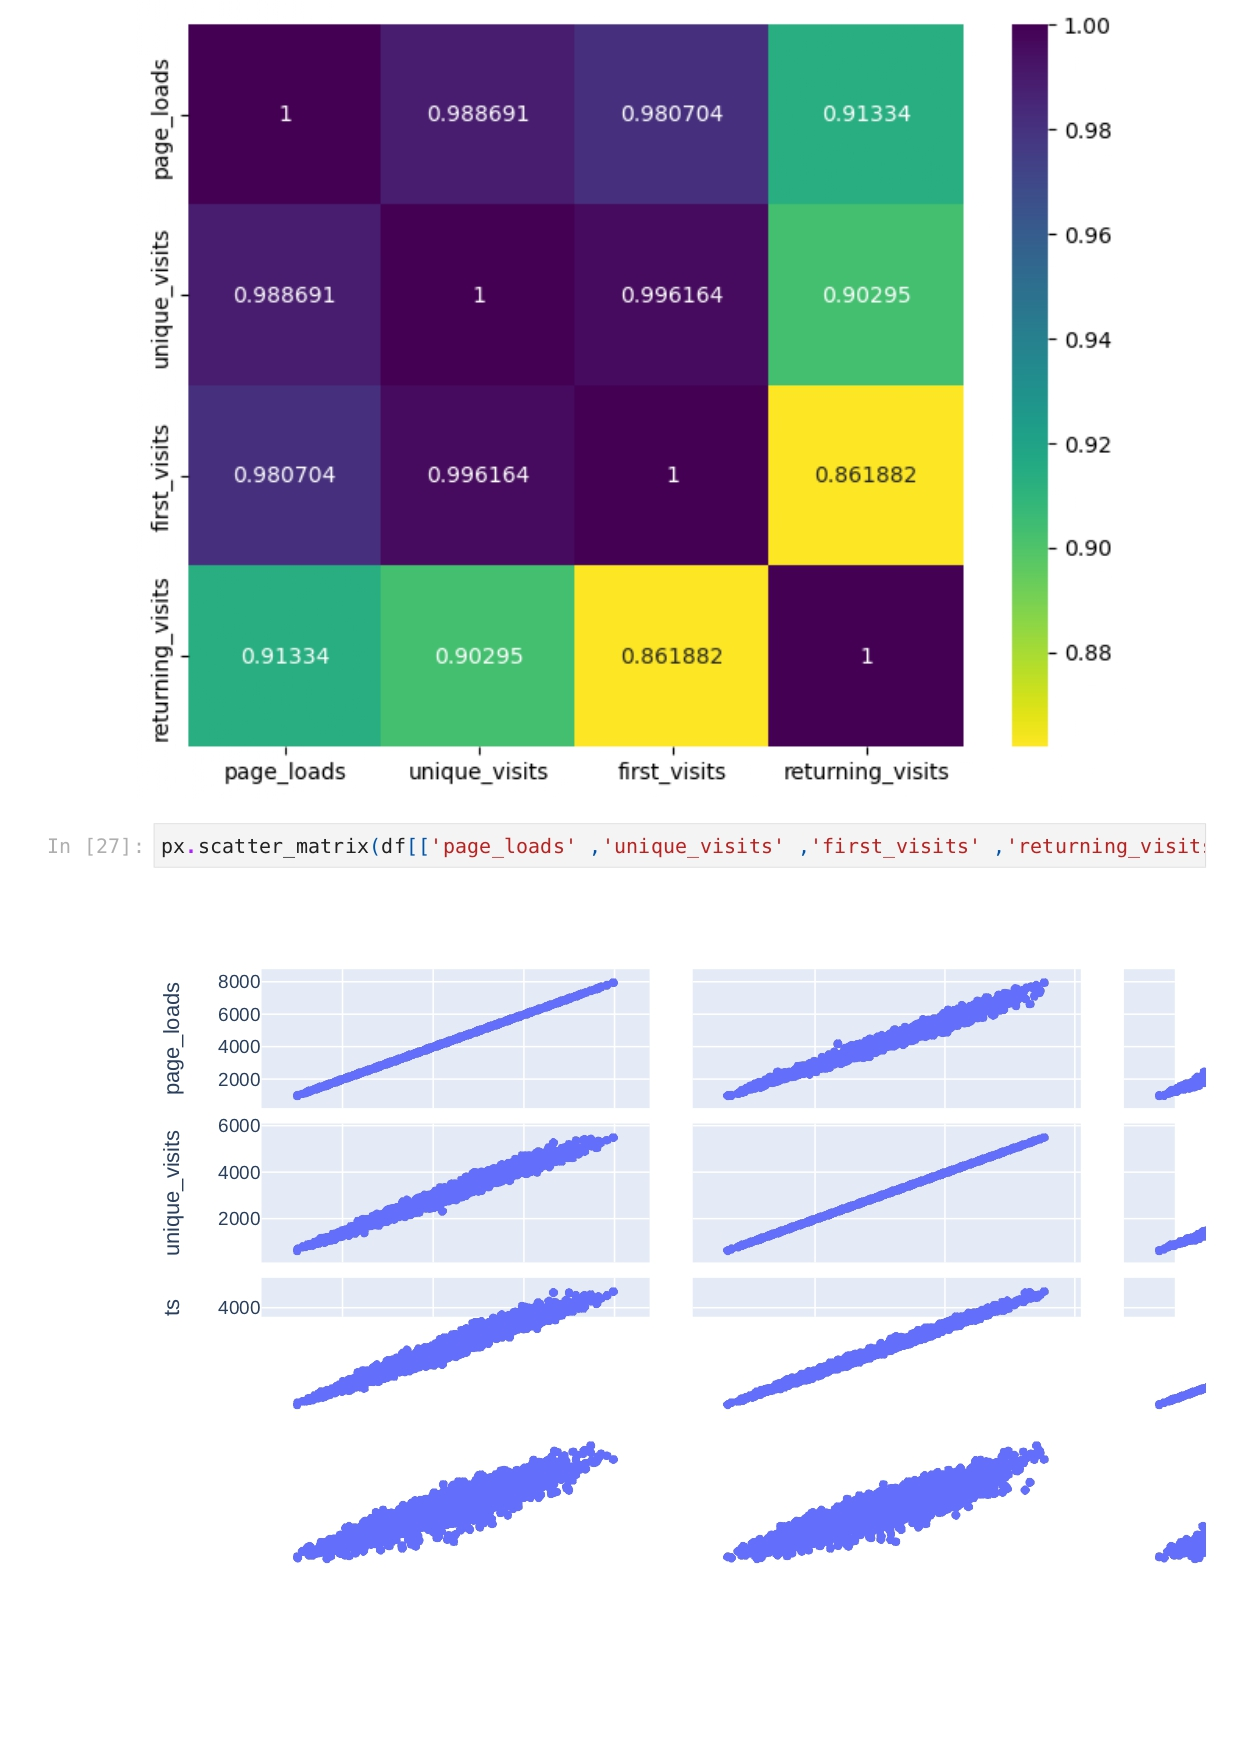 1.00
page_loads 1 0.988691 0.980704 0.91334
0.98
0.96
unique_visits 0.988691 1 0.996164 0.90295
0.94
0.92
first_visits 0.980704 0.996164 1 0.861882
0.90
returning_visits 0.91334 0.90295 0.861882 1
0.88
page_loads unique_visits first_visits returning_visits
In [27]: px.scatter_matrix(df[['page_loads' ,'unique_visits' ,'first_visits' ,'returning_visits
page_loads
8000
6000
4000
2000
unique_visits
6000
4000
2000
ts
4000